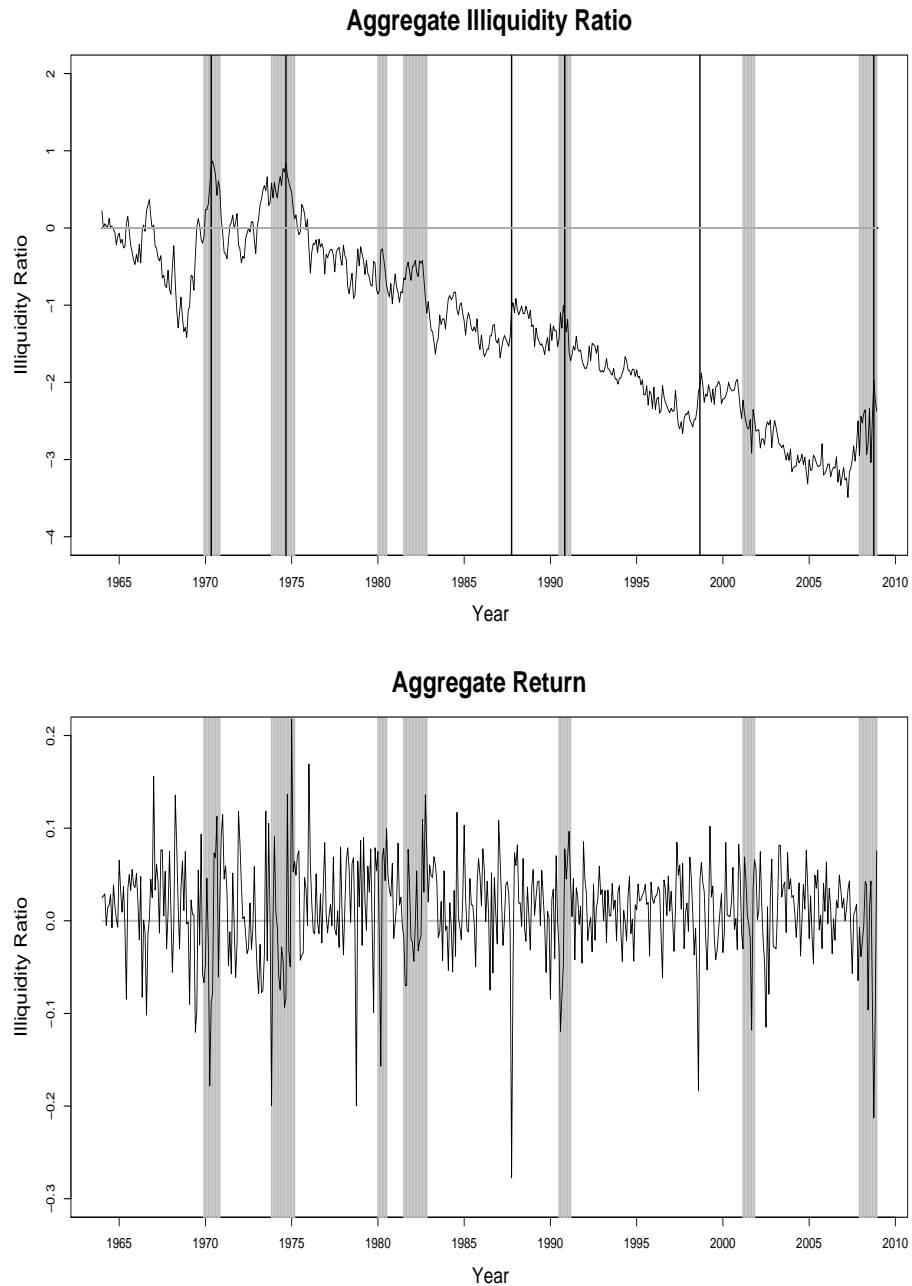 Aggregate Illiquidity Ratio
Illiquidity Ratio
2
1
0
−1
−2
−3
−4
1965 1970 1975 1980 1985 1990 1995 2000 2005 2010
Year
Aggregate Return
Illiquidity Ratio
0.2
0.1
0.0
−0.1
−0.2
−0.3
1965 1970 1975 1980 1985 1990 1995 2000 2005 2010
Year